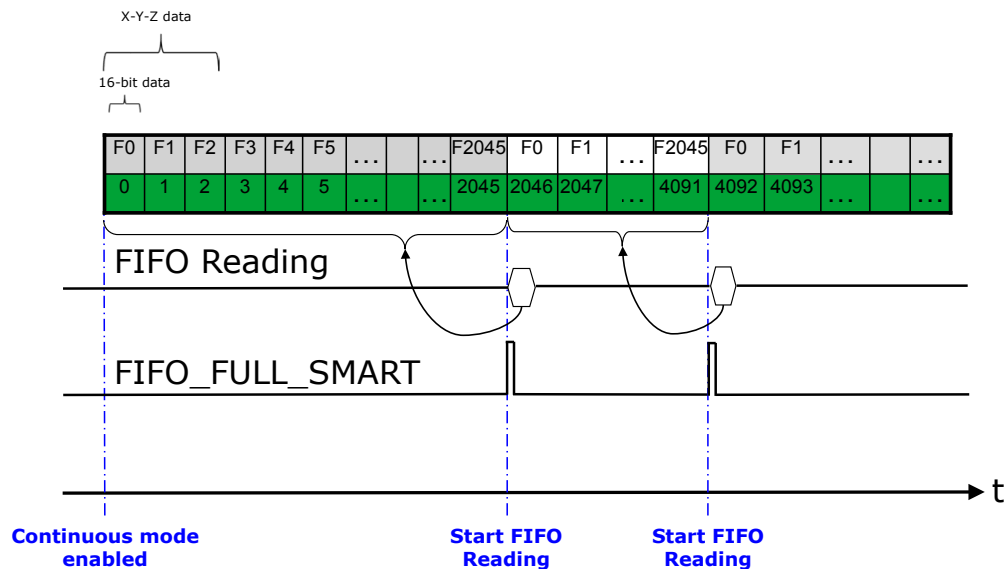 X-Y-Z data
16-bit data
F0 F1 F2 F3 F4 F5 ... ... F2045 F0 F1 ... F2045 F0 F1 ... ...
0 1 2 3 4 5 ... ... 2045 2046 2047 ... 4091 4092 4093 ... ...
FIFO Reading
FIFO_FULL_SMART
t
Continuous mode enabled
Start FIFO Reading
Start FIFO Reading